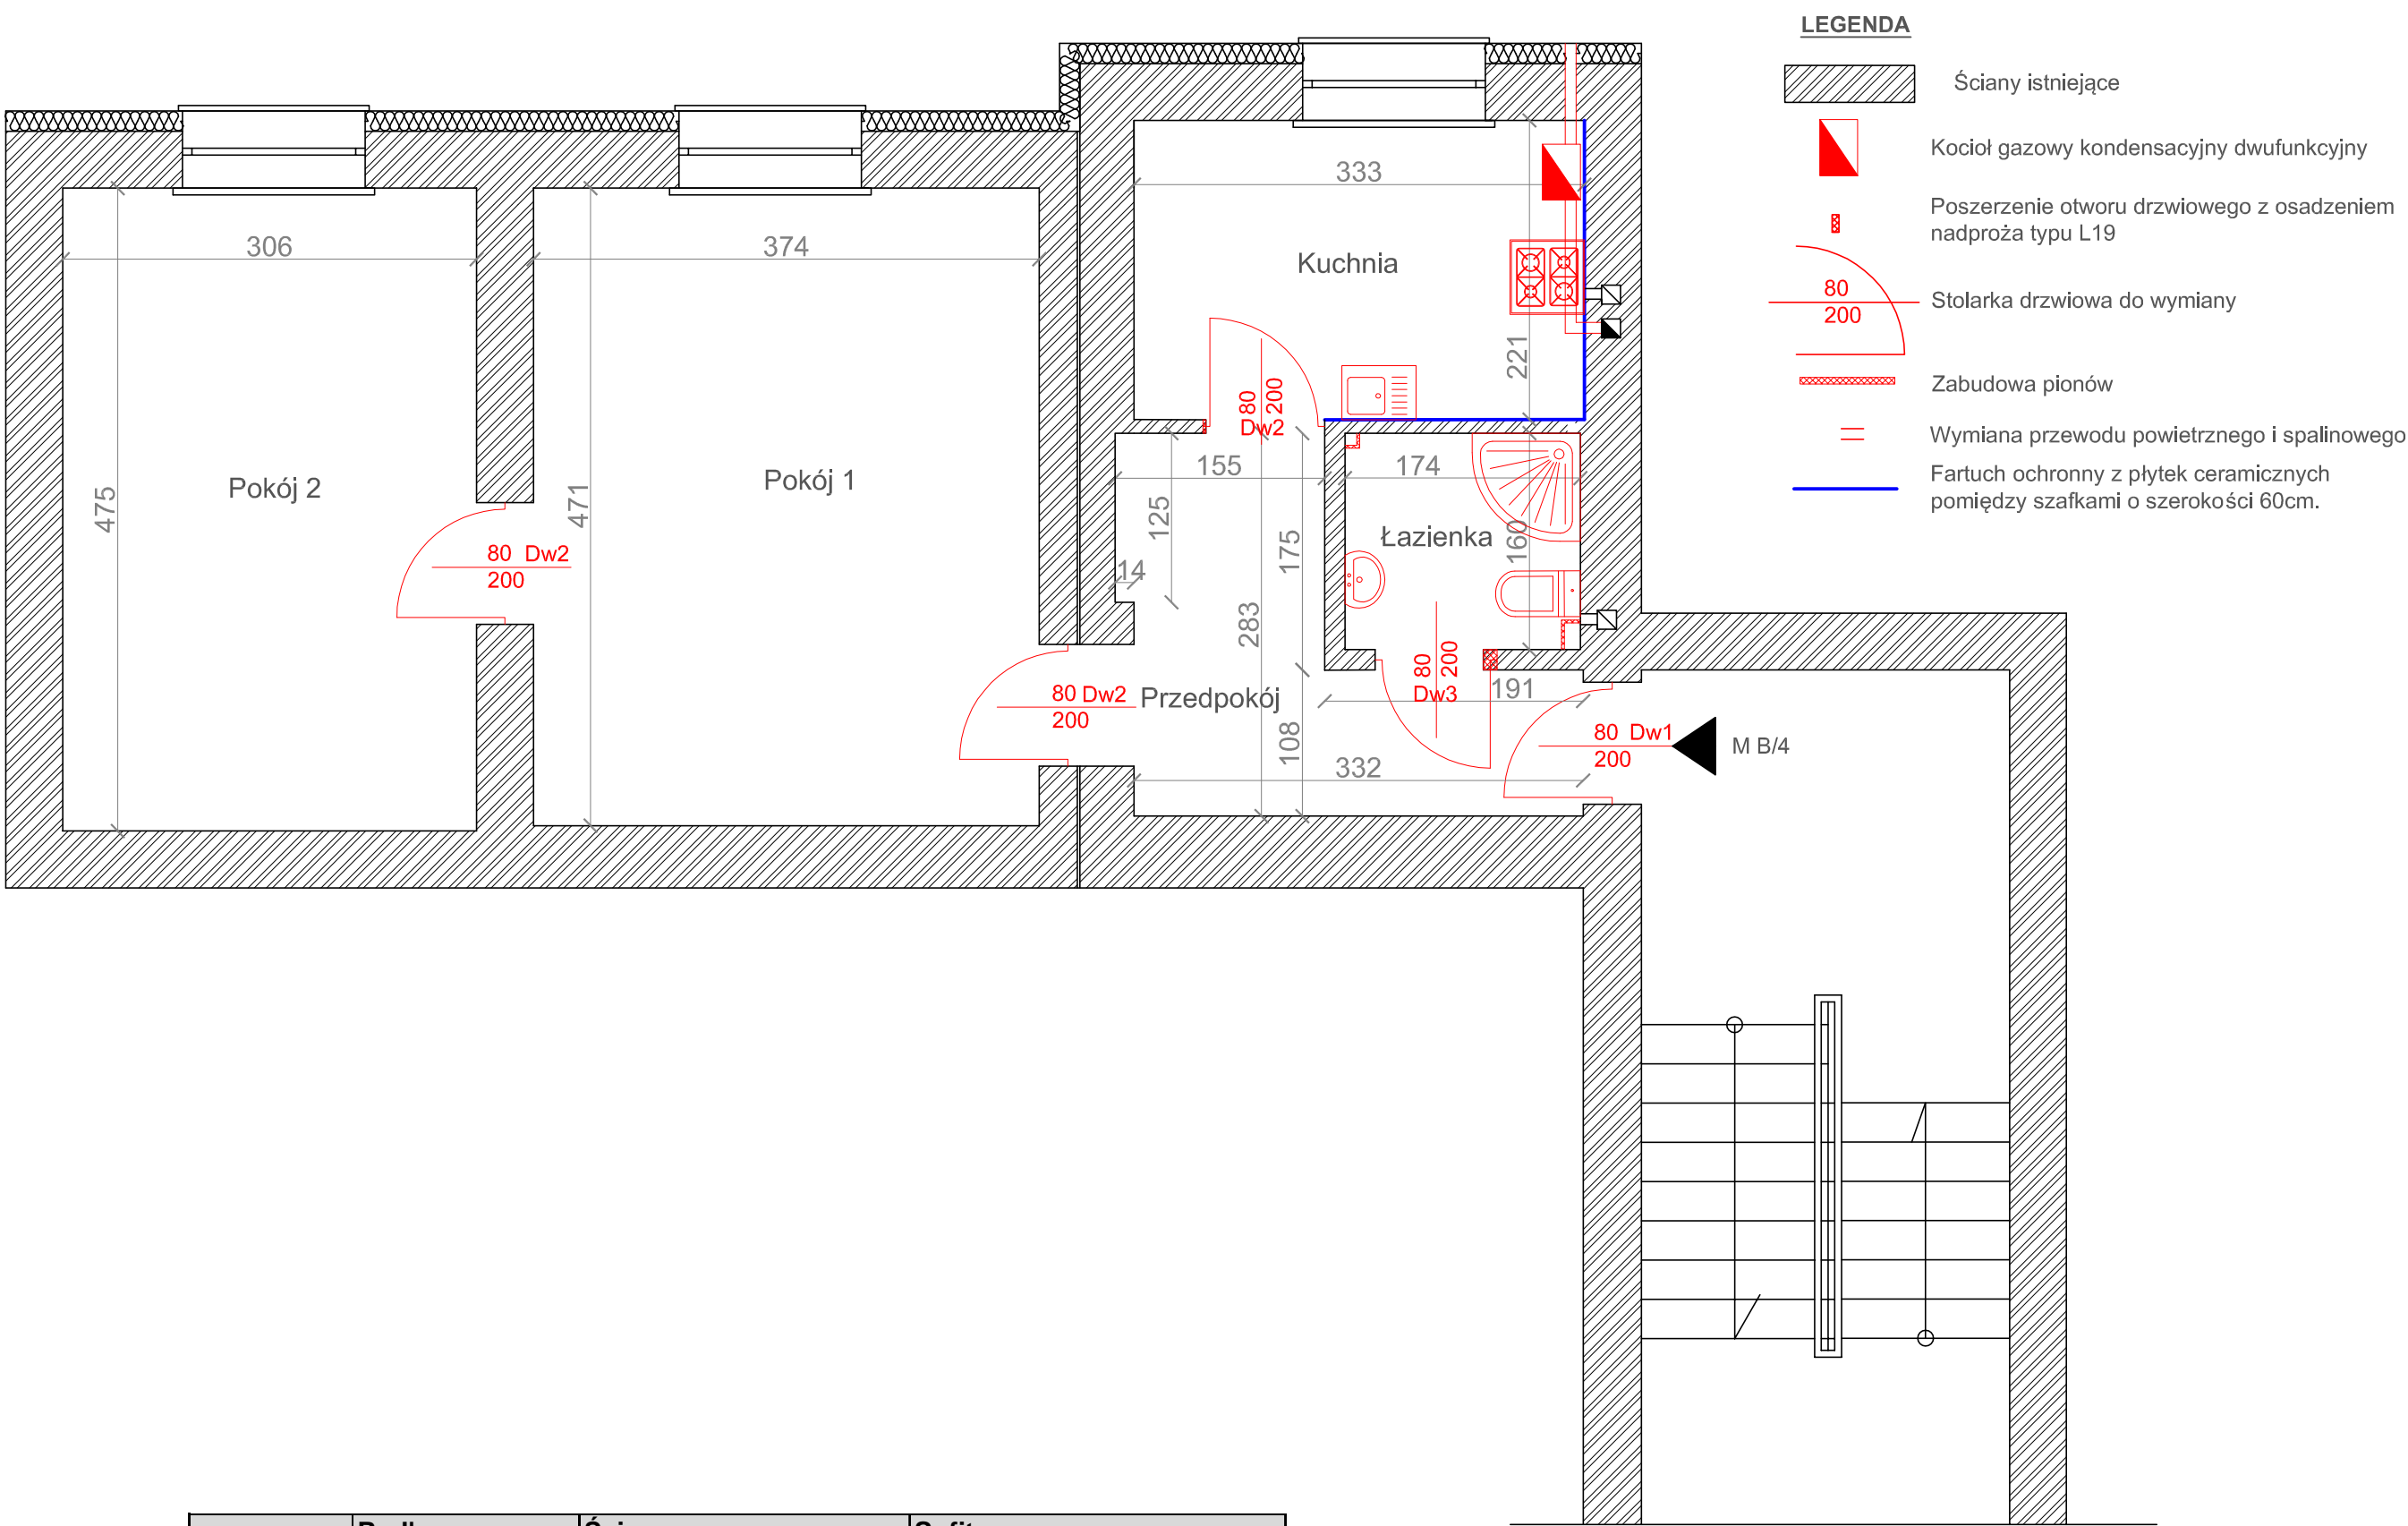 LEGENDA
Ściany istniejące
Kocioł gazowy kondensacyjny dwufunkcyjny
Poszerzenie otworu drzwiowego z osadzeniem
nadproża typu L19
80
200
Stolarka drzwiowa do wymiany
Zabudowa pionów
Wymiana przewodu powietrznego i spalinowego
Fartuch ochronny z płytek ceramicznych
pomiędzy szafkami o szerokości 60cm.
333
306
374
Kuchnia
221
80
200
Dw2
155
174
Pokój 2
Pokój 1
475
471
125
175
Łazienka
160
14
80 Dw2
200
283
80
200
Dw3
191
80 Dw2
200
Przedpokój
108
332
80 Dw1
200
M B/4